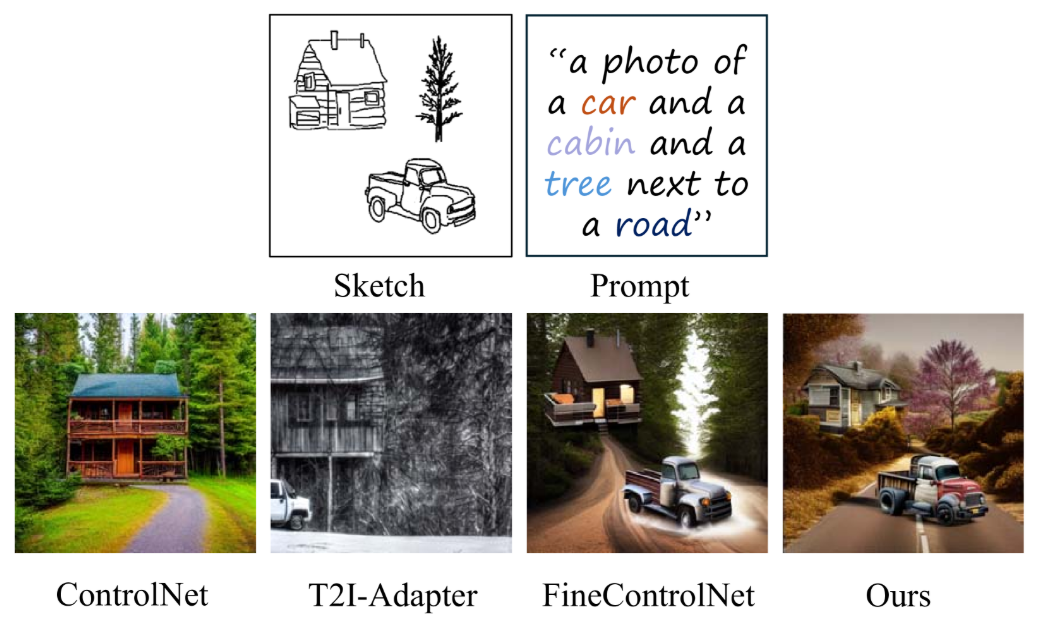 “a photo of
a car and a
cabin and a
tree next to
a road”
Sketch
Prompt
ControlNet
T2I-Adapter
FineControlNet
Ours